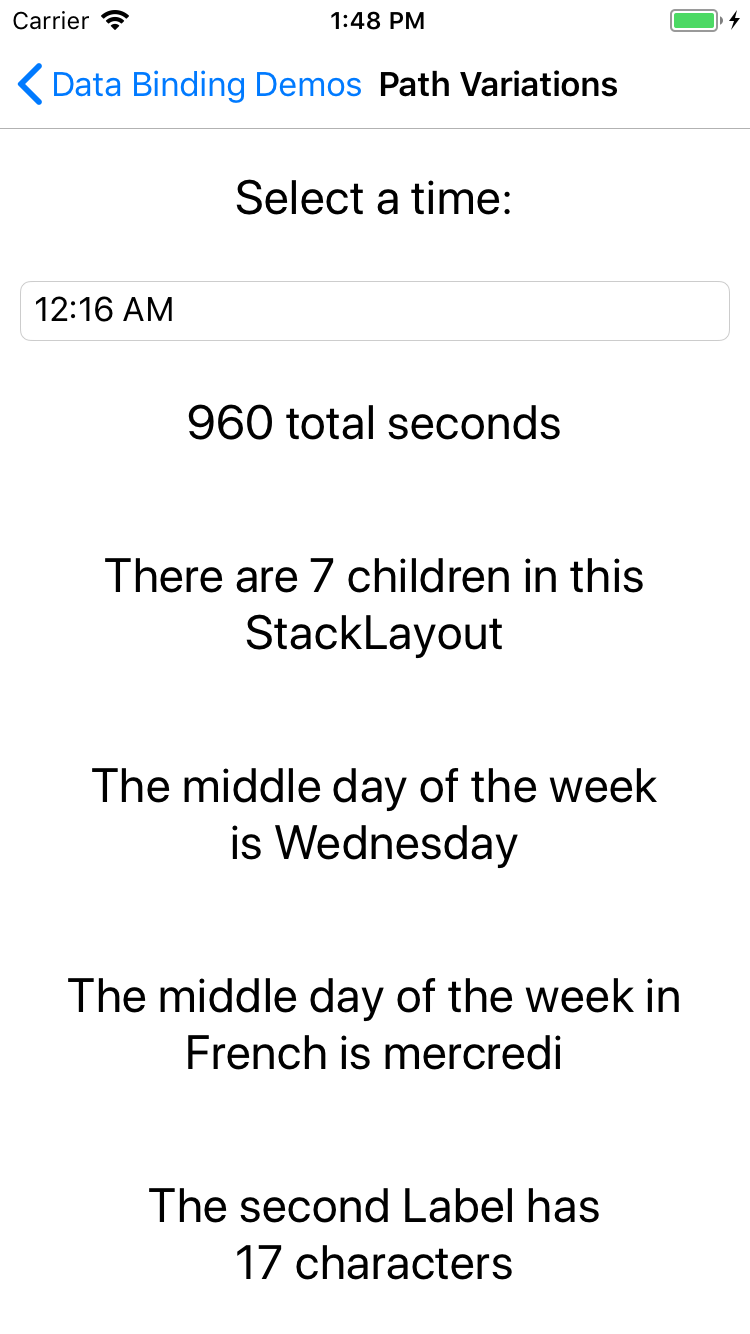 Carrier 1:48 PM
Data Binding Demos Path Variations
Select a time:
12:16 AM
960 total seconds
There are 7 children in this
StackLayout
The middle day of the week
is Wednesday
The middle day of the week in
French is mercredi
The second Label has
17 characters